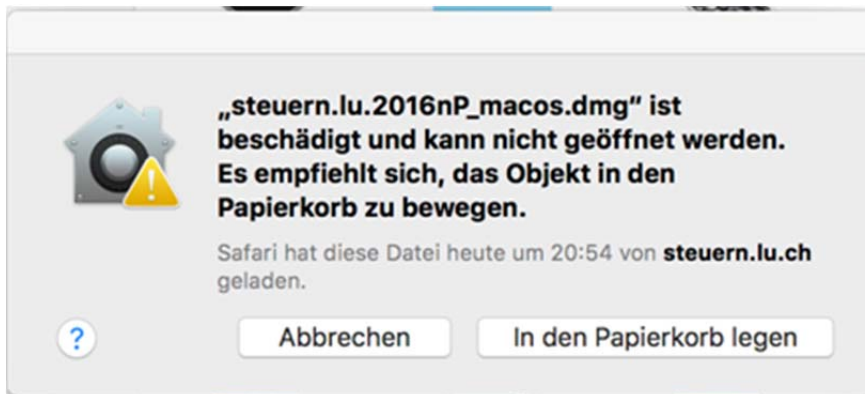 „steuern.lu.2016nP_macos.dmg“ ist
beschädigt und kann nicht geöffnet werden.
Es empfiehlt sich, das Objekt in den
Papierkorb zu bewegen.
Safari hat diese Datei heute um 20:54 von steuern.lu.ch
geladen.
?
Abbrechen
In den Papierkorb legen